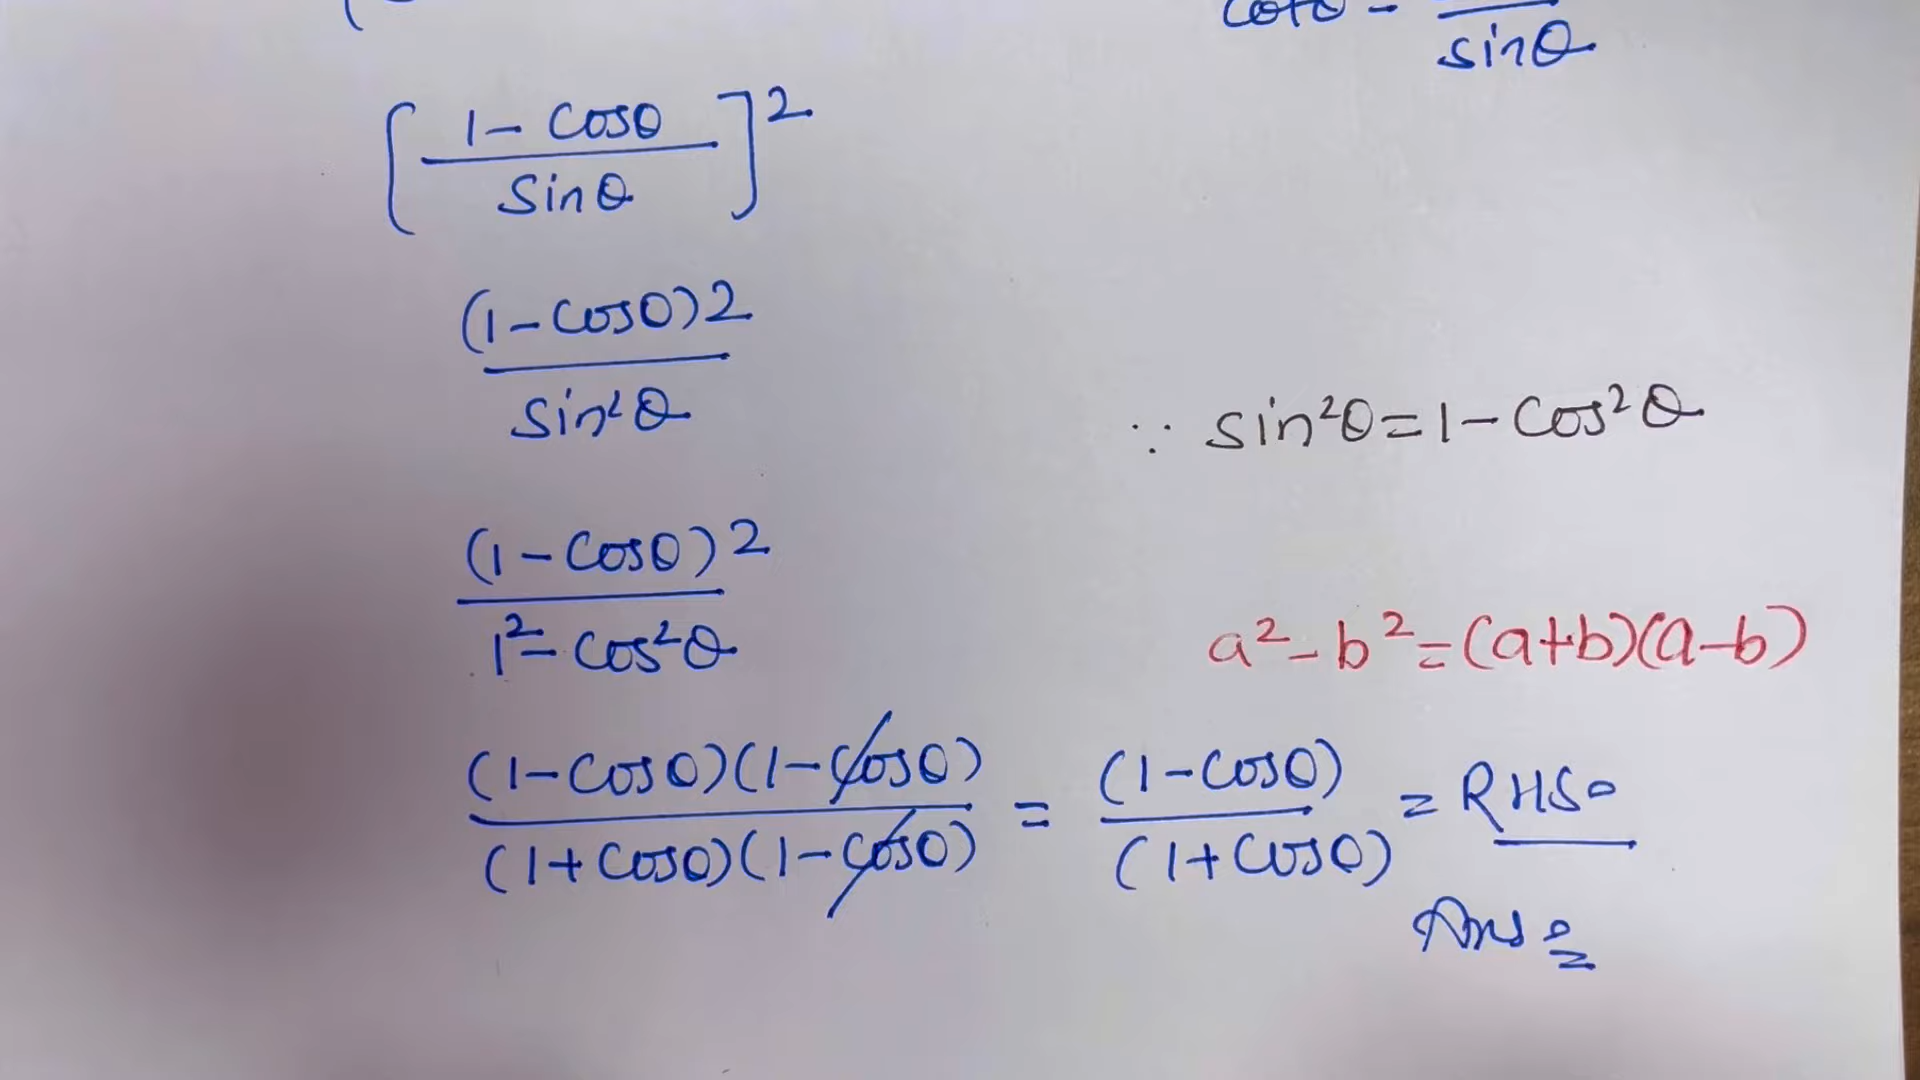 cotθ = ──
sinθ
[ 1 - cosθ / sinθ ]²
(1 - cosθ)2 / sin²θ
∵ sin²θ = 1 - cos²θ
(1 - cosθ)2 / 1² - cos²θ
a² - b² = (a+b)(a-b)
(1 - cosθ)(1 - cosθ) / (1 + cosθ)(1 - cosθ) = (1 - cosθ) / (1 + cosθ) = RHS
Ans